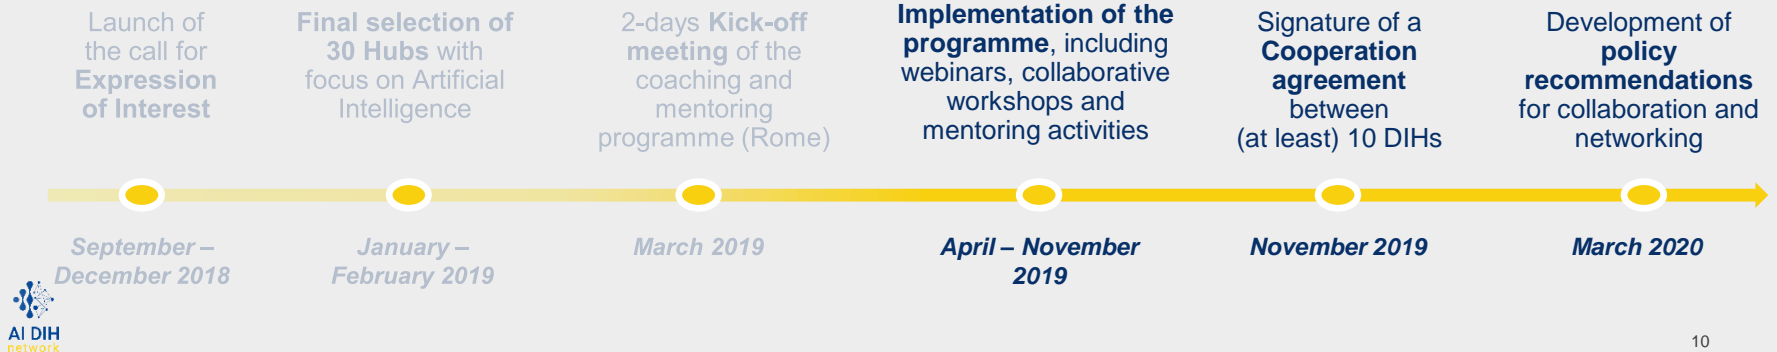 Launch of
the call for
Expression
of Interest
Final selection of
30 Hubs with
focus on Artificial
Intelligence
2-days Kick-off
meeting of the
coaching and
mentoring
programme (Rome)
Implementation of the
programme, including
webinars, collaborative
workshops and
mentoring activities
Signature of a
Cooperation
agreement
between
(at least) 10 DIHs
Development of
policy
recommendations
for collaboration and
networking
September –
December 2018
January –
February 2019
March 2019
April – November
2019
November 2019
March 2020
AI DIH
network
10